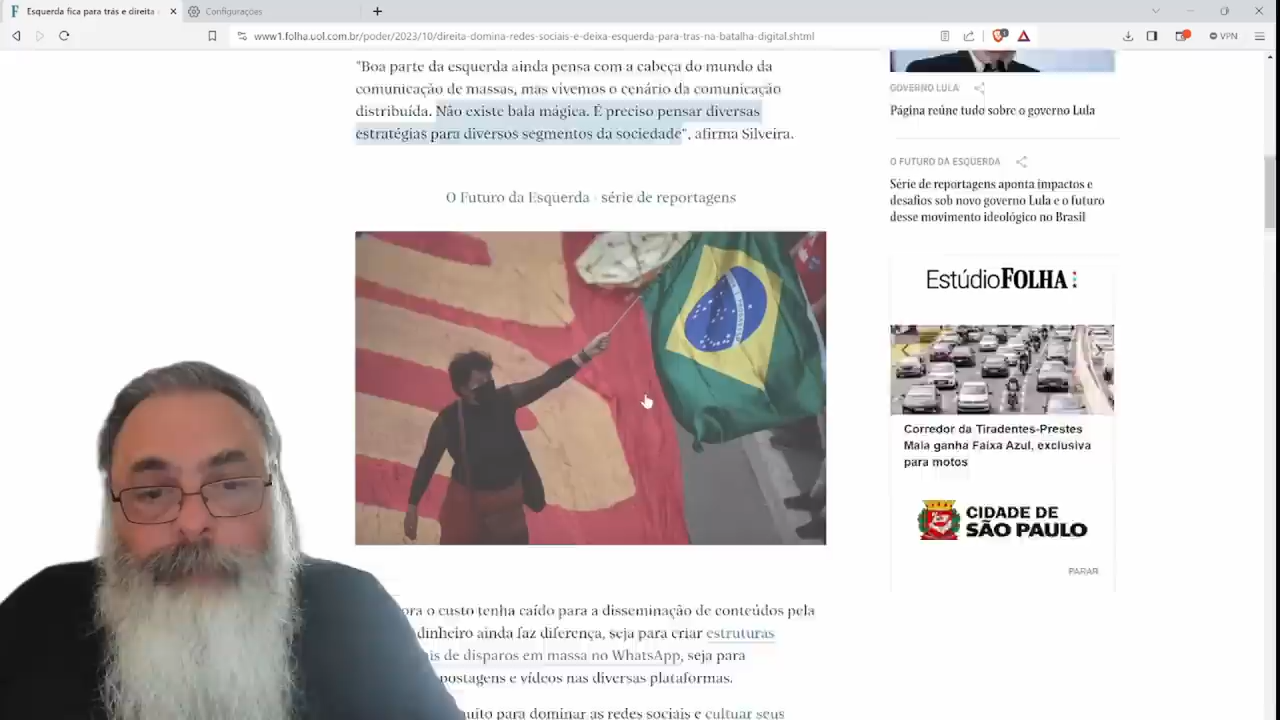 Esquerda fica para trás e direita
Configurações
www1.folha.uol.com.br/poder/2023/10/direita-domina-redes-sociais-e-deixa-esquerda-para-tras-na-batalha-digital.shtml
VPN
"Boa parte da esquerda ainda pensa com a cabeça do mundo da
comunicação de massas, mas vivemos o cenário da comunicação
distribuída. Não existe bala mágica. É preciso pensar diversas
estratégias para diversos segmentos da sociedade", afirma Silveira.
O Futuro da Esquerda - série de reportagens
ora o custo tenha caído para a disseminação de conteúdos pela
dinheiro ainda faz diferença, seja para criar estruturas
is de disparos em massa no WhatsApp, seja para
postagens e vídeos nas diversas plataformas.
uito para dominar as redes sociais e cultuar seus
GOVERNO LULA
Página reúne tudo sobre o governo Lula
O FUTURO DA ESQUERDA
Série de reportagens aponta impactos e
desafios sob novo governo Lula e o futuro
desse movimento ideológico no Brasil
EstúdioFOLHA
Corredor da Tiradentes-Prestes
Maia ganha Faixa Azul, exclusiva
para motos
CIDADE DE
SÃO PAULO
PARAR